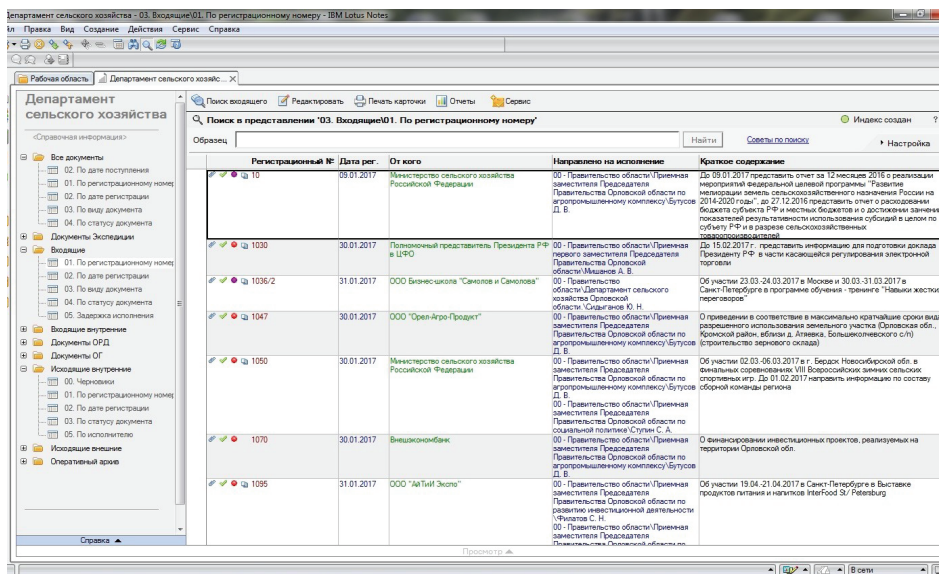 Департамент сельского хозяйства - 03. Входящие\01. По регистрационному номеру - IBM Lotus Notes
Правка Вид Создание Действия Сервис Справка
Рабочая область Департамент сельского хозяйс...
Департамент
сельского хозяйства
<Справочная информация>
Все документы
02. По дате поступления
01. По регистрационному номер
02. По дате регистрации
03. По виду документа
04. По статусу документа
Документы Экспедиции
Входящие
01. По регистрационному номер
02. По дате регистрации
03. По виду документа
04. По статусу документа
05. Задержка исполнения
Входящие внутренние
Документы ОРД
Документы ОГ
Исходящие внутренние
00. Черновики
01. По регистрационному номер
02. По дате регистрации
03. По статусу документа
05. По исполнителю
Исходящие внешние
Оперативный архив
Справка
Поиск входящего Редактировать Печать карточки Отчеты Сервис
Поиск в представлении '03. Входящие\01. По регистрационному номеру' Индекс создан ?
Образец Найти Советы по поиску Настройка
Регистрационный № Дата рег. От кого Направлено на исполнение Краткое содержание
10 09.01.2017
Министерство сельского хозяйства
Российской Федерации
00 - Правительство области\Приемная
заместителя Председателя
Правительства Орловской области по
агропромышленному комплексу\Бутусов
Д. В.
До 09.01.2017 представить отчет за 12 месяцев 2016 о реализации
мероприятий Федеральной целевой программы "Развитие
мелиорации земель сельскохозяйственного назначения России на
2014-2020 годы", до 27.12.2016 представить отчет о расходовании
бюджета субъекта РФ и местных бюджетов и о достижении занчени
показателей результативности использования субсидий в целом по
субъету РФ и в разрезе сельскохозяйственных
товаропроизводителей
1030 30.01.2017
Полномочный представитель Президента РФ
в ЦФО
00 - Правительство области\Приемная
первого заместителя Председателя
Правительства Орловской
области\Мишанов А. В.
До 15.02.2017 г. представить информацию для подготовки доклада
Президенту РФ в части касающейся регулирования электронной
торговли
1036/2 31.01.2017
ООО Бизнес-школа "Самолов и Самолова"
00 - Правительство
области\Департамент сельского
хозяйства Орловской
области.\Сидыганов Ю. Н.
Об участии 23.03-24.03.2017 в Москве и 30.03.-31.03.2017 в
Санкт-Петербурге в программе обучения - тренинге "Навыки жестки
переговоров"
1047 30.01.2017
ООО "Орел-Агро-Продукт"
00 - Правительство области\Приемная
заместителя Председателя
Правительства Орловской области по
агропромышленному комплексу\Бутусов
Д. В.
О приведении в соответствие в максимально кратчайшие сроки вида
разрешенного использования земельного участка (Орловская обл.,
Кромской район, вблизи д. Атяевка, Большеколчевского с/п)
(строительство зернового склада)
1050 30.01.2017
Министерство сельского хозяйства
Российской Федерации
00 - Правительство области\Приемная
заместителя Председателя
Правительства Орловской области по
агропромышленному комплексу\Бутусов
Д. В.
00 - Правительство области\Приемная
заместителя Председателя
Правительства Орловской области по
социальной политике\Ступин С. А.
Об участии 02.03.-06.03.2017 в г. Бердск Новосибирской обл. в
финальных соревнованиях VIII Всероссийских зимних сельских
спортивных игр. До 01.02.2017 направить информацию по составу
сборной команды региона
1070 30.01.2017
Внешэкономбанк
00 - Правительство области\Приемная
заместителя Председателя
Правительства Орловской области по
агропромышленному комплексу\Бутусов
Д. В.
О финансировании инвестиционных проектов, реализуемых на
территории Орловской обл.
1095 31.01.2017
ООО "АйТиИ Экспо"
00 - Правительство области\Приемная
заместителя Председателя
Правительства Орловской области по
развитию инвестиционной деятельности
\Филатов С. Н.
00 - Правительство области\Приемная
заместителя Председателя
Правительства Орловской области по
Об участии 19.04.-21.04.2017 в Санкт-Петербурге в Выставке
продуктов питания и напитков InterFood St/ Petersburg
Просмотр
В сети